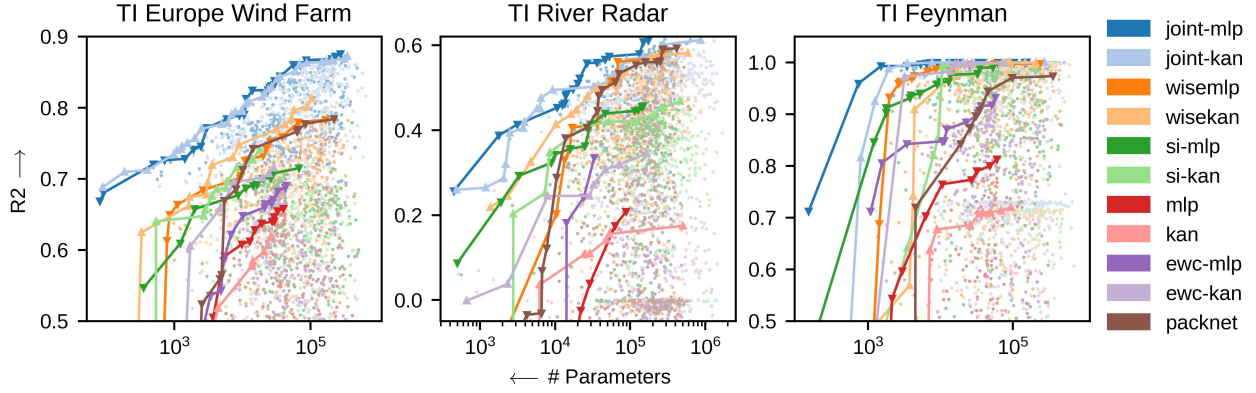 TI Europe Wind Farm
TI River Radar
TI Feynman
R2 ⟶
0.9
0.8
0.7
0.6
0.5
10³
10⁵
0.6
0.4
0.2
0.0
10³
10⁴
10⁵
10⁶
1.0
0.9
0.8
0.7
0.6
0.5
10³
10⁵
⟵ # Parameters
joint-mlp
joint-kan
wisemlp
wisekan
si-mlp
si-kan
mlp
kan
ewc-mlp
ewc-kan
packnet